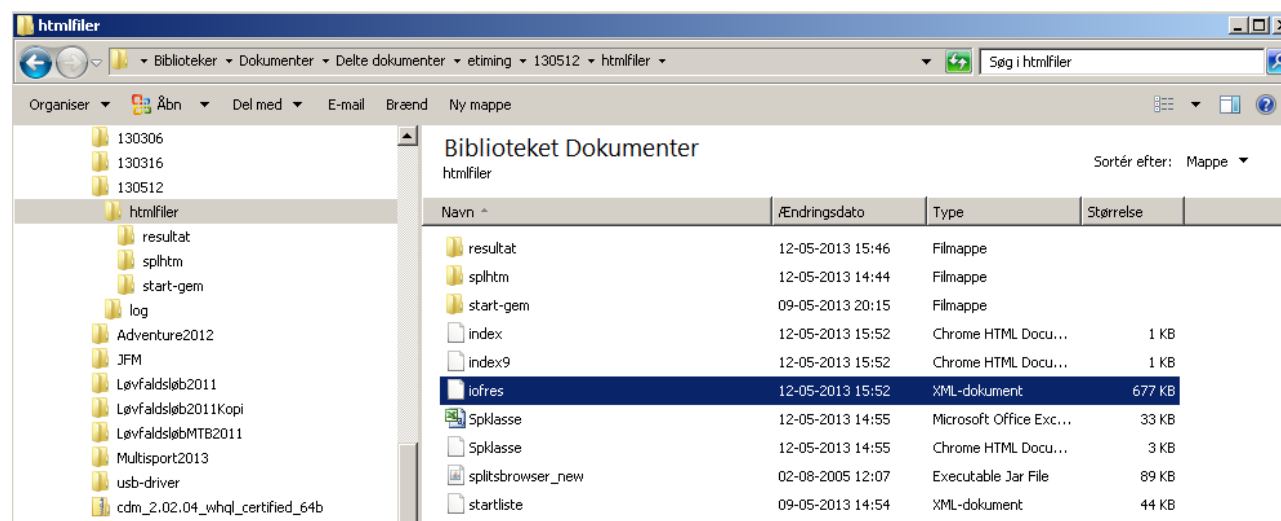 htmlfiler
Biblioteker Dokumenter Delte dokumenter etiming 130512 htmlfiler
Søg i htmlfiler
Organiser Åbn Del med E-mail Brænd Ny mappe
130306
130316
130512
htmlfiler
resultat
splhtm
start-gem
log
Adventure2012
JFM
Løvfaldsløb2011
Løvfaldsløb2011Kopi
LøvfaldsløbMTB2011
Multisport2013
usb-driver
cdm_2.02.04_whql_certified_64b
Biblioteket Dokumenter
htmlfiler
Sortér efter: Mappe
Navn Ændringsdato Type Størrelse
resultat 12-05-2013 15:46 Filmappe
splhtm 12-05-2013 14:44 Filmappe
start-gem 09-05-2013 20:15 Filmappe
index 12-05-2013 15:52 Chrome HTML Docu... 1 KB
index9 12-05-2013 15:52 Chrome HTML Docu... 1 KB
iofres 12-05-2013 15:52 XML-dokument 677 KB
Spklasse 12-05-2013 14:55 Microsoft Office Exc... 33 KB
Spklasse 12-05-2013 14:55 Chrome HTML Docu... 3 KB
splitsbrowser_new 02-08-2005 12:07 Executable Jar File 89 KB
startliste 09-05-2013 14:54 XML-dokument 44 KB